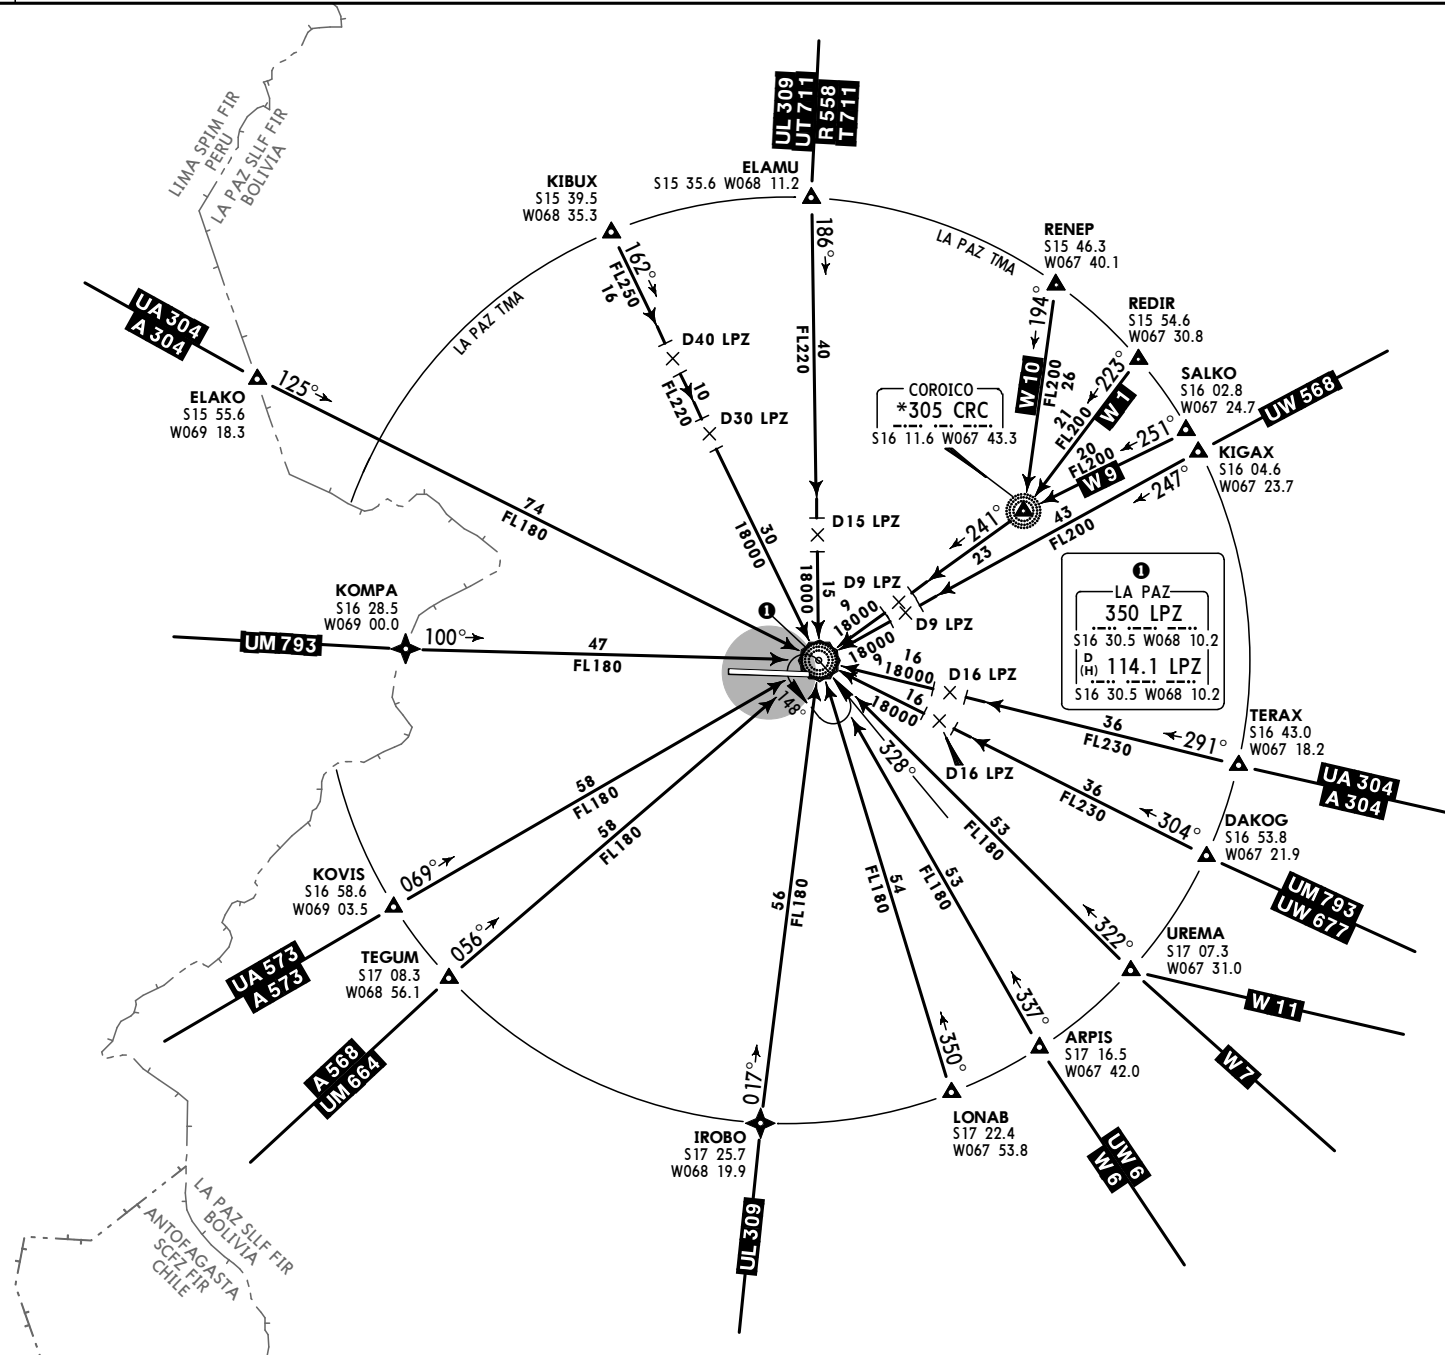 UL 309
UT 711
R 558
T 711
LIMA SPIM FIR
PERU
LA PAZ SLLF FIR
BOLIVIA
KIBUX
S15 39.5
W068 35.3
ELAMU
S15 35.6 W068 11.2
LA PAZ TMA
LA PAZ TMA
RENEP
S15 46.3
W067 40.1
REDIR
S15 54.6
W067 30.8
SALKO
S16 02.8
W067 24.7
UW 568
KIGAX
S16 04.6
W067 23.7
UA 304
A 304
ELAKO
S15 55.6
W069 18.3
125°
74
FL180
162°
FL250
16
D40 LPZ
10
FL220
D30 LPZ
30
18000
186°
40
FL220
D15 LPZ
15
18000
194°
W 10
FL200
26
223°
W 1
21
FL200
251°
20
FL200
W 9
247°
43
FL200
COROICO
*305 CRC
S16 11.6 W067 43.3
241°
23
D9 LPZ
9
18000
D9 LPZ
18000
9
1
1
LA PAZ
350 LPZ
S16 30.5 W068 10.2
D
(H) 114.1 LPZ
S16 30.5 W068 10.2
KOMPA
S16 28.5
W069 00.0
UM 793
100°
47
FL180
16
18000
D16 LPZ
16
18000
D16 LPZ
36
FL230
291°
TERAX
S16 43.0
W067 18.2
UA 304
A 304
36
FL230
304°
DAKOG
S16 53.8
W067 21.9
UM 793
UW 677
148°
328°
58
FL180
58
FL180
KOVIS
S16 58.6
W069 03.5
069°
UA 573
A 573
TEGUM
S17 08.3
W068 56.1
056°
A 568
UM 664
56
FL180
54
FL180
53
FL180
53
FL180
322°
UREMA
S17 07.3
W067 31.0
W 11
W 7
337°
ARPIS
S17 16.5
W067 42.0
UW 6
W 6
350°
LONAB
S17 22.4
W067 53.8
017°
IROBO
S17 25.7
W068 19.9
UL 309
LA PAZ SLLF FIR
BOLIVIA
ANTOFAGASTA
SCFZ FIR
CHILE